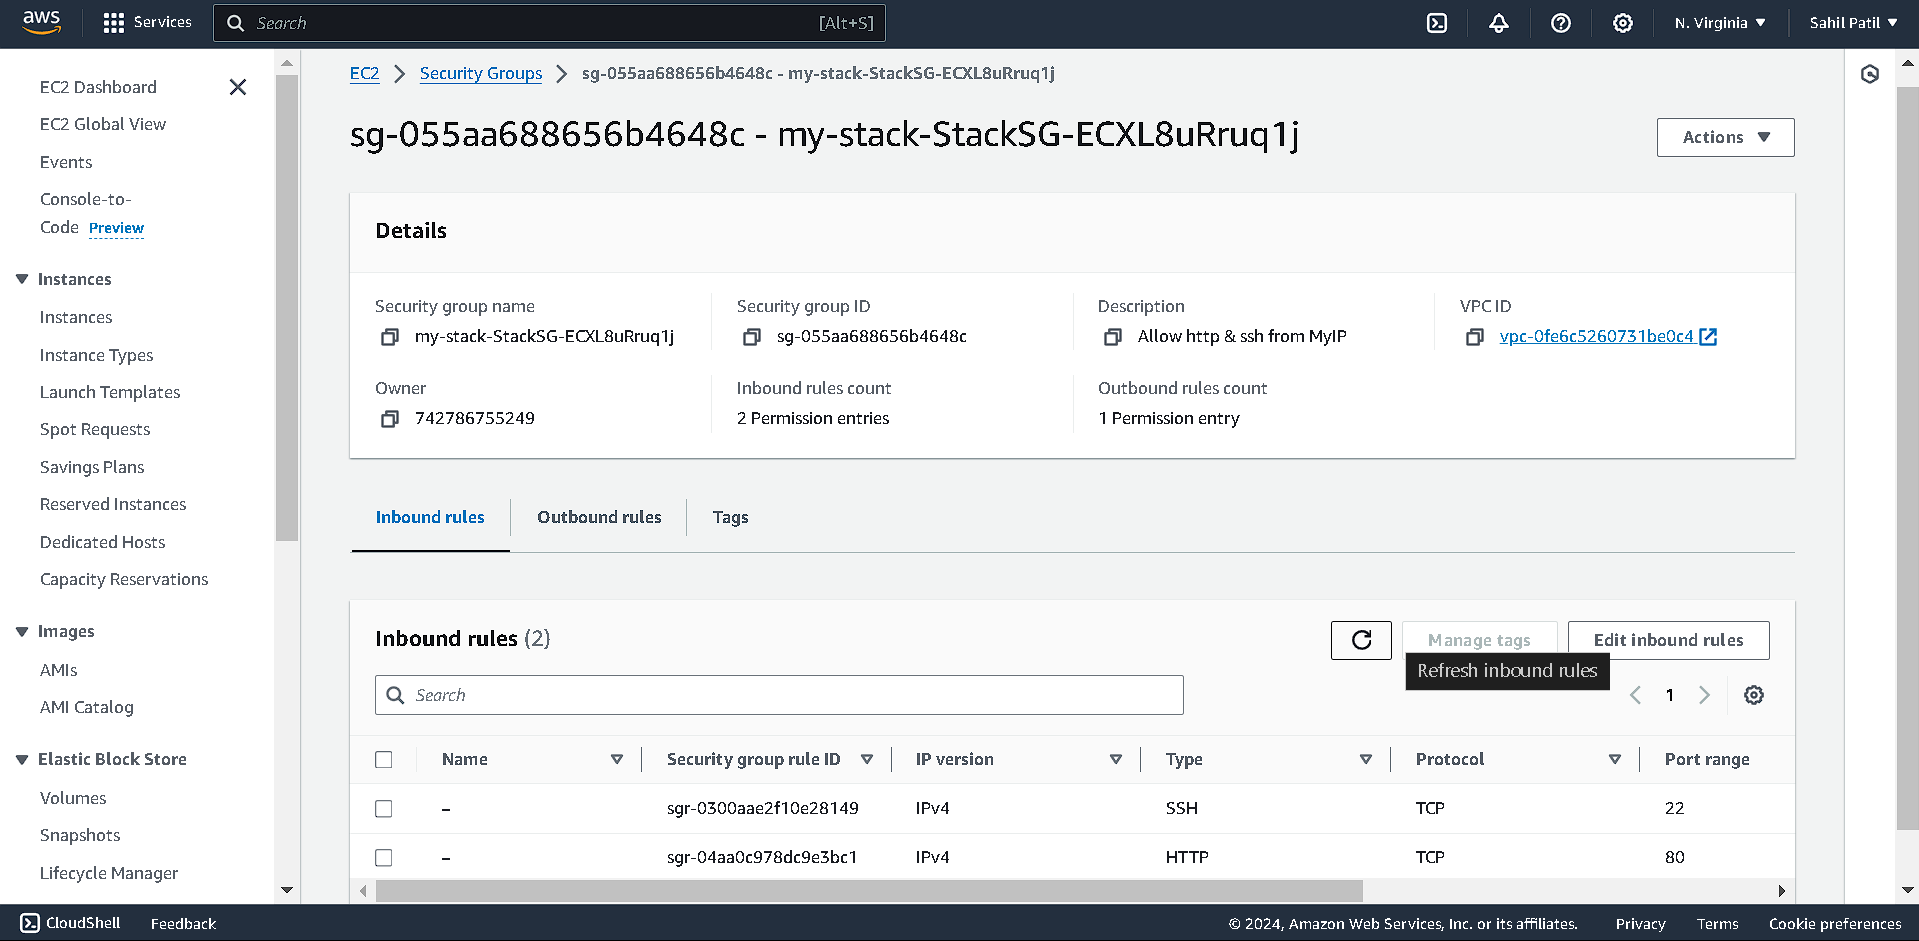 aws
Services
Search [Alt+S]
N. Virginia
Sahil Patil
EC2 Dashboard
EC2 Global View
Events
Console-to-
Code Preview
Instances
Instances
Instance Types
Launch Templates
Spot Requests
Savings Plans
Reserved Instances
Dedicated Hosts
Capacity Reservations
Images
AMIs
AMI Catalog
Elastic Block Store
Volumes
Snapshots
Lifecycle Manager
EC2 > Security Groups > sg-055aa688656b4648c - my-stack-StackSG-ECXL8uRruq1j
sg-055aa688656b4648c - my-stack-StackSG-ECXL8uRruq1j
Actions
Details
Security group name
my-stack-StackSG-ECXL8uRruq1j
Security group ID
sg-055aa688656b4648c
Description
Allow http & ssh from MyIP
VPC ID
vpc-0fe6c5260731be0c4
Owner
742786755249
Inbound rules count
2 Permission entries
Outbound rules count
1 Permission entry
Inbound rules
Outbound rules
Tags
Inbound rules (2)
Manage tags
Edit inbound rules
Refresh inbound rules
Search
1
Name Security group rule ID IP version Type Protocol Port range
– sgr-0300aae2f10e28149 IPv4 SSH TCP 22
– sgr-04aa0c978dc9e3bc1 IPv4 HTTP TCP 80
CloudShell Feedback
© 2024, Amazon Web Services, Inc. or its affiliates. Privacy Terms Cookie preferences